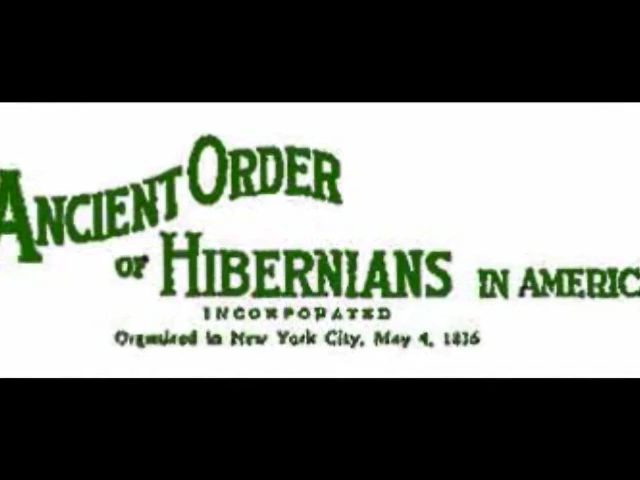 ANCIENT ORDER
OF HIBERNIANS IN AMERIC
INCORPORATED
Organized in New York City, May 4, 1836